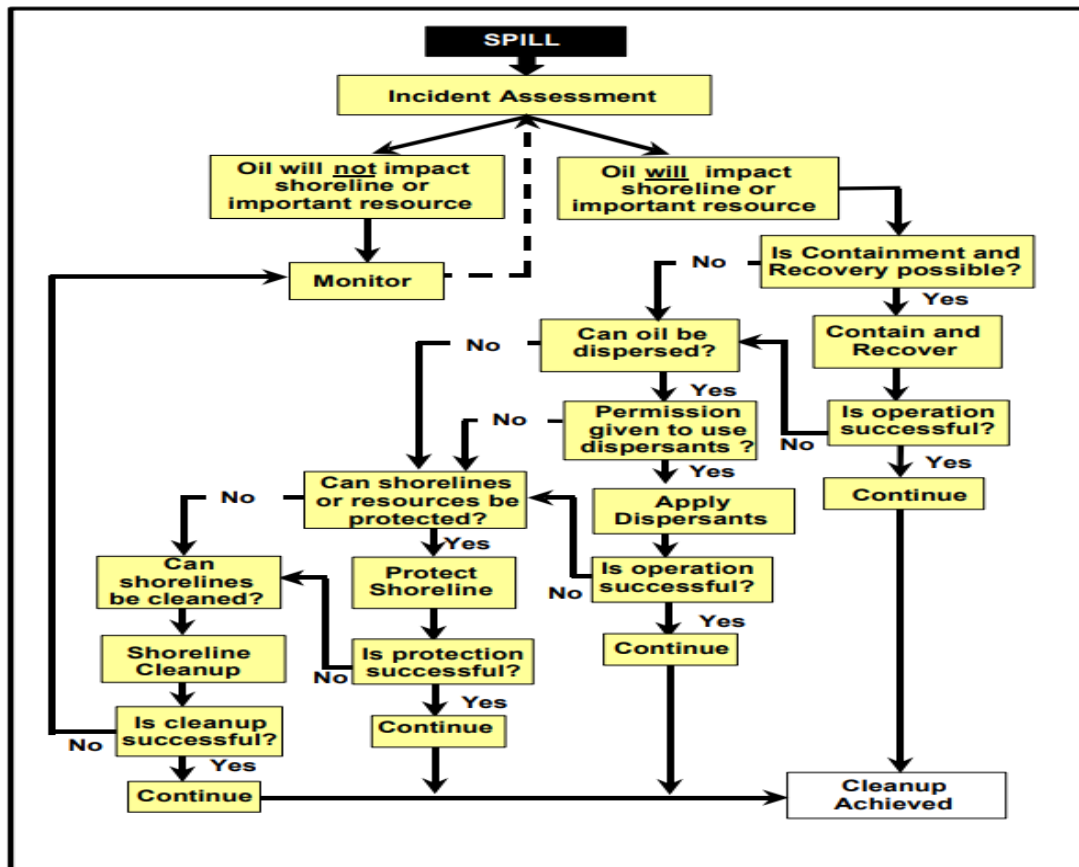 SPILL
Incident Assessment
Oil will not impact
shoreline or
important resource
Oil will impact
shoreline or
important resource
Monitor
No
Is Containment and
Recovery possible?
Yes
No
Can oil be
dispersed?
Contain and
Recover
Yes
No
Permission
given to use
dispersants ?
No
Is operation
successful?
Yes
Yes
No
Can shorelines
or resources be
protected?
Apply
Dispersants
Continue
Yes
Can
shorelines
be cleaned?
Protect
Shoreline
No
Is operation
successful?
Yes
Shoreline
Cleanup
No
Is protection
successful?
Continue
Yes
No
Is cleanup
successful?
Continue
Yes
Continue
Cleanup
Achieved